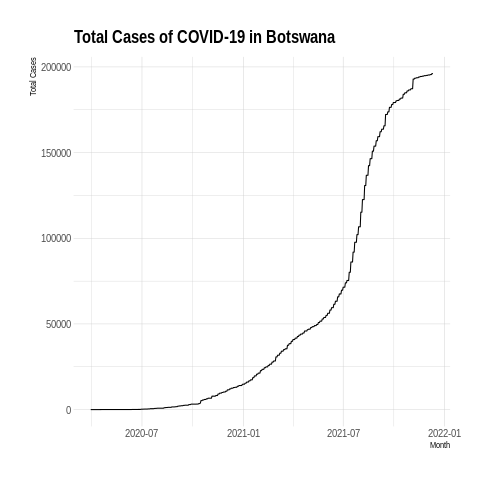 Total Cases of COVID-19 in Botswana
Total Cases
200000
150000
100000
50000
0
2020-07 2021-01 2021-07 2022-01
Month